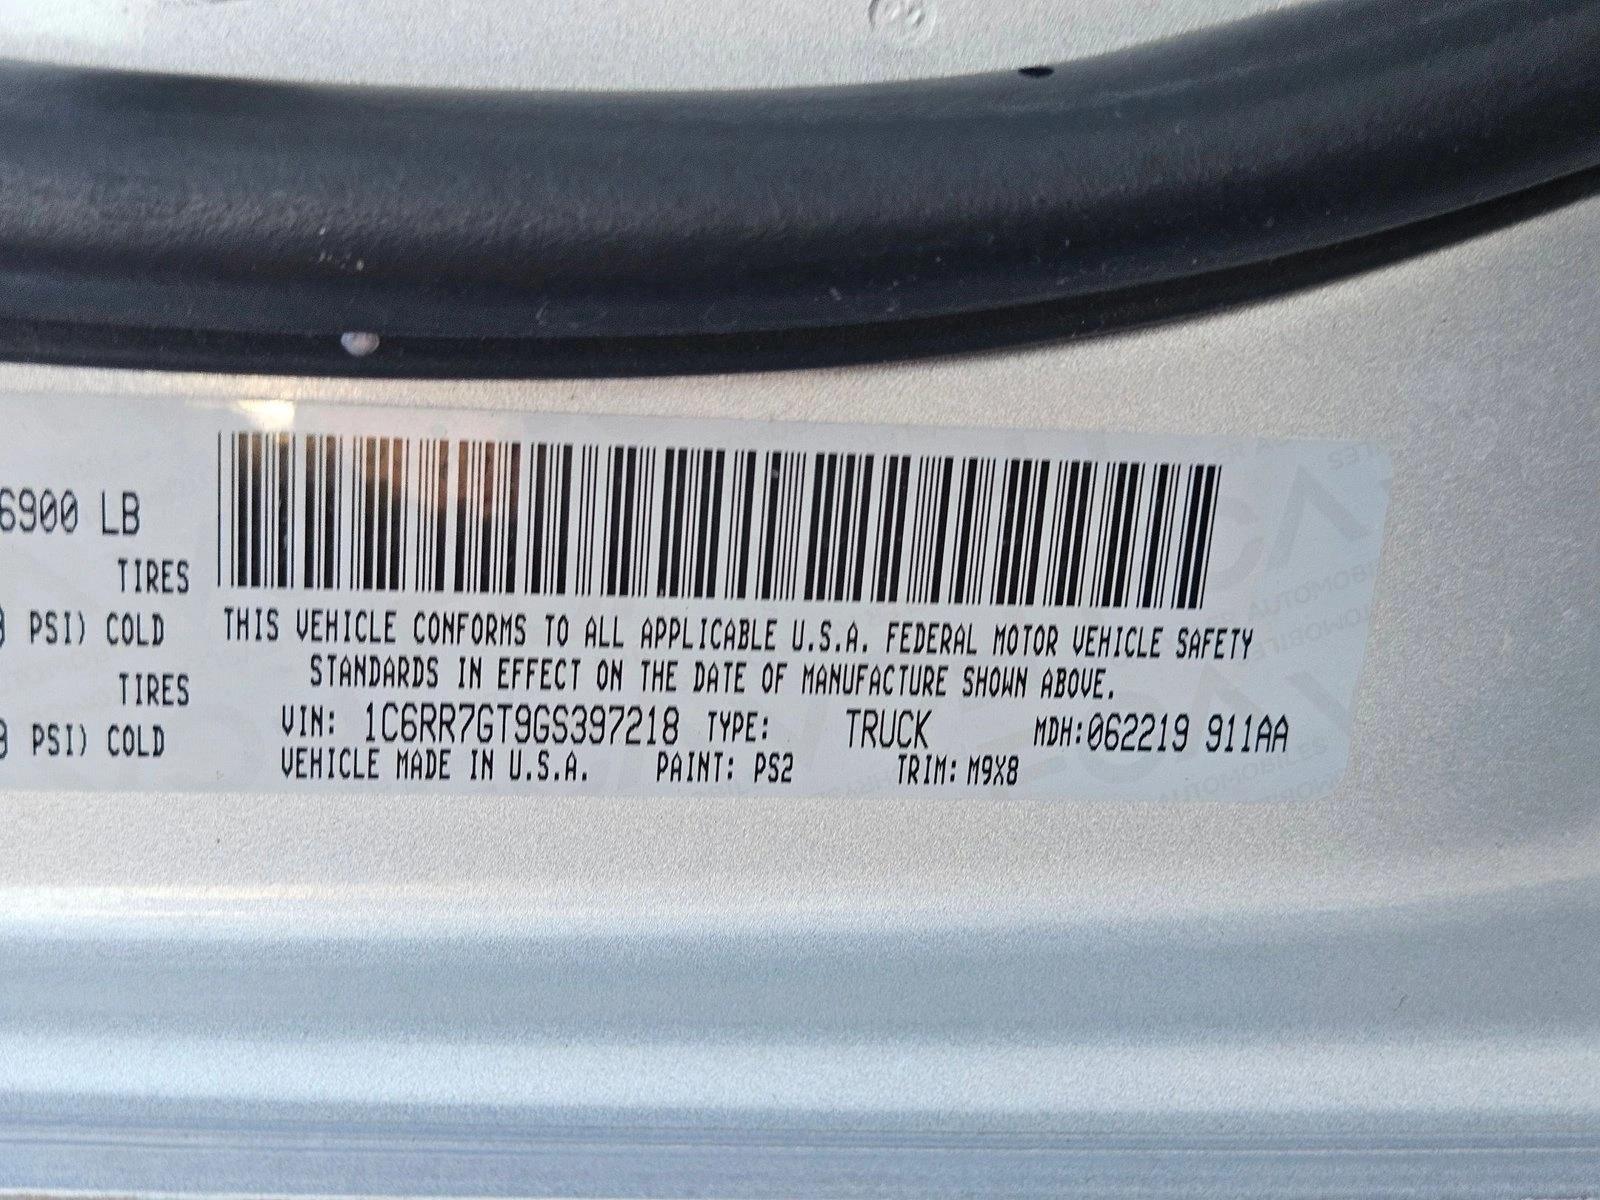 6900 LB
TIRES
PSI) COLD
TIRES
PSI) COLD
THIS VEHICLE CONFORMS TO ALL APPLICABLE U.S.A. FEDERAL MOTOR VEHICLE SAFETY
STANDARDS IN EFFECT ON THE DATE OF MANUFACTURE SHOWN ABOVE.
VIN: 1C6RR7GT9GS397218 TYPE: TRUCK MDH:062219 911AA
VEHICLE MADE IN U.S.A. PAINT: PS2 TRIM: M9X8